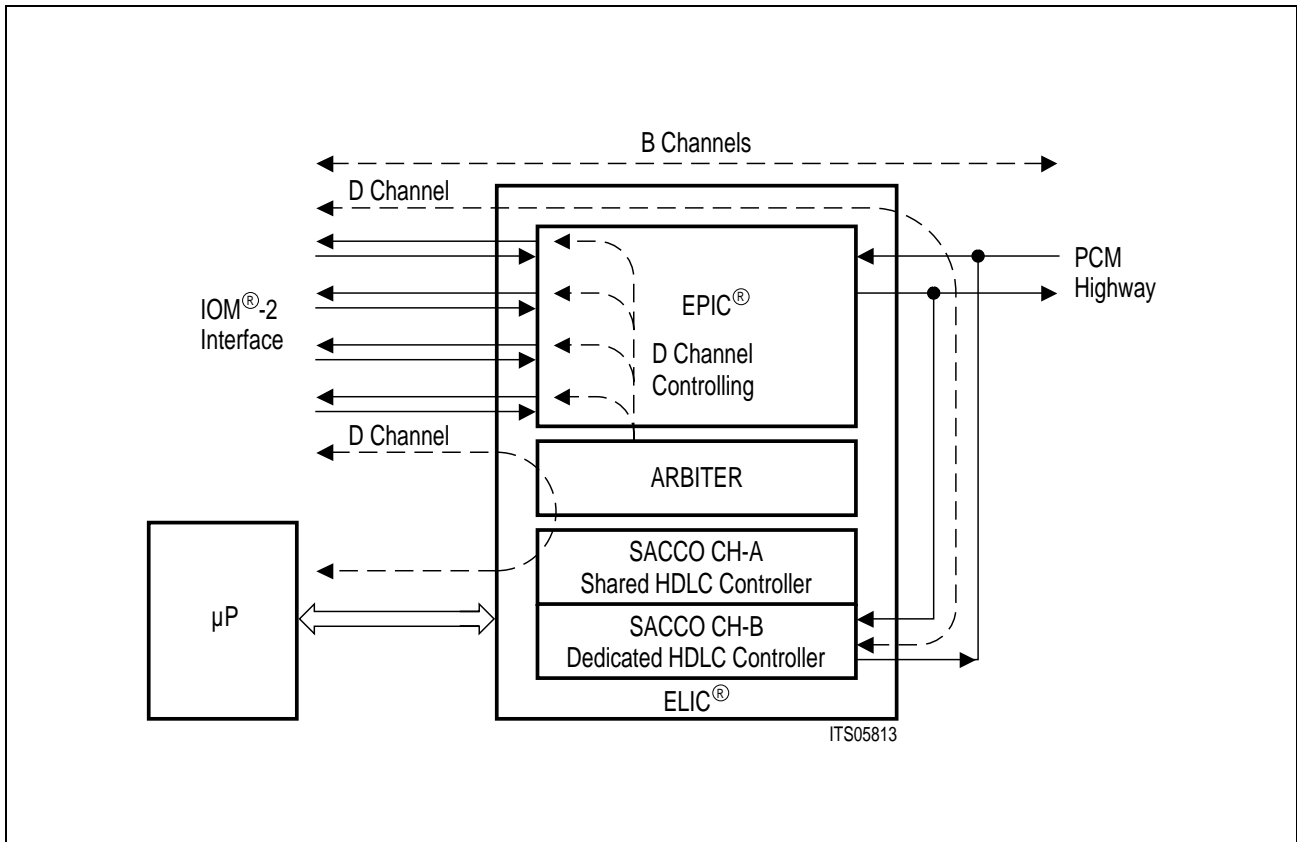 B Channels
D Channel
PCM
Highway
IOM®-2
Interface
EPIC®
D Channel
Controlling
D Channel
ARBITER
SACCO CH-A
Shared HDLC Controller
µP
SACCO CH-B
Dedicated HDLC Controller
ELIC®
ITS05813